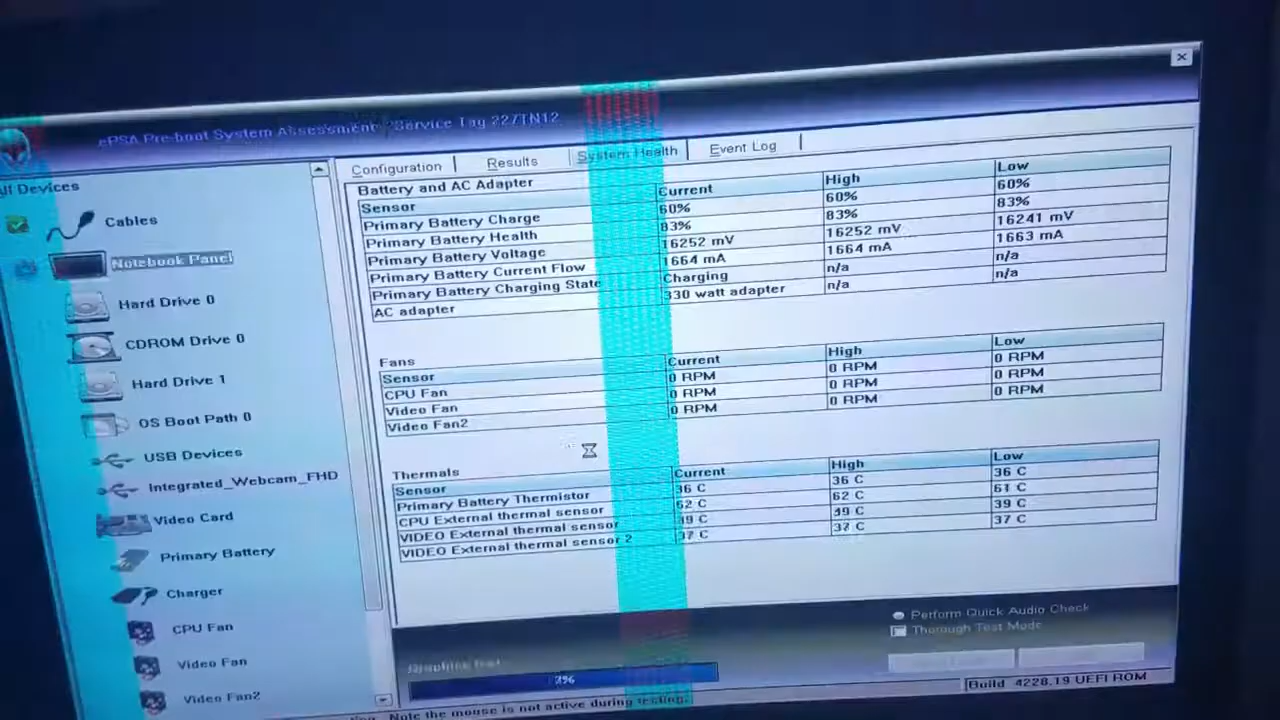 ePSA Pre-boot System Assessment - Service Tag 227TN12
All Devices
Cables
Notebook Panel
Hard Drive 0
CDROM Drive 0
Hard Drive 1
OS Boot Path 0
USB Devices
Integrated_Webcam_FHD
Video Card
Primary Battery
Charger
CPU Fan
Video Fan
Video Fan2
Configuration Results System Health Event Log
Battery and AC Adapter
Sensor Current High Low
Primary Battery Charge 60% 60% 60%
Primary Battery Health 83% 83% 83%
Primary Battery Voltage 16252 mV 16252 mV 16241 mV
Primary Battery Current Flow 1664 mA 1664 mA 1663 mA
Primary Battery Charging State Charging n/a n/a
AC adapter 330 watt adapter n/a n/a
Fans
Sensor Current High Low
CPU Fan 0 RPM 0 RPM 0 RPM
Video Fan 0 RPM 0 RPM 0 RPM
Video Fan2 0 RPM 0 RPM 0 RPM
Thermals
Sensor Current High Low
Primary Battery Thermistor 36 C 36 C 36 C
CPU External thermal sensor 62 C 62 C 61 C
VIDEO External thermal sensor 39 C 39 C 39 C
VIDEO External thermal sensor 2 37 C 37 C 37 C
Perform Quick Audio Check
Thorough Test Mode
Build 4228.19 UEFI ROM
Note the mouse is not active during testing.